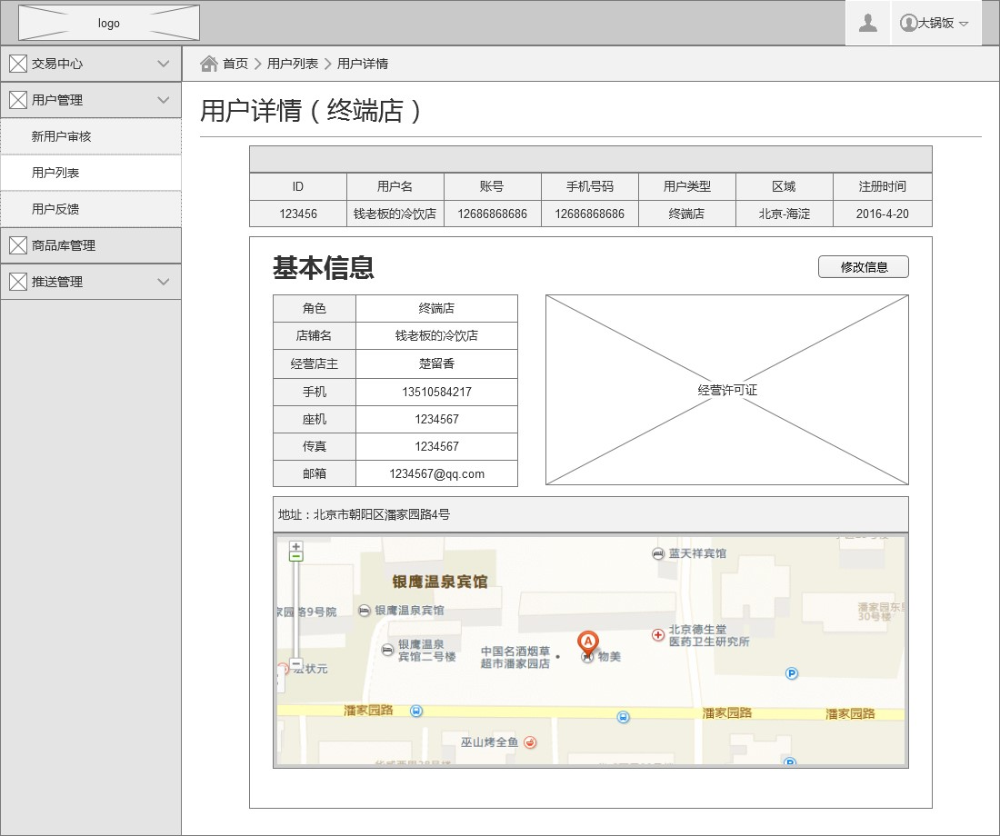 logo
大锅饭
交易中心
用户管理
新用户审核
用户列表
用户反馈
商品库管理
推送管理
首页 用户列表 用户详情
用户详情（终端店）
ID 用户名 账号 手机号码 用户类型 区域 注册时间
123456 钱老板的冷饮店 12686868686 12686868686 终端店 北京-海淀 2016-4-20
基本信息
修改信息
角色 终端店
店铺名 钱老板的冷饮店
经营店主 楚留香
手机 13510584217
座机 1234567
传真 1234567
邮箱 1234567@qq.com
经营许可证
地址：北京市朝阳区潘家园路4号
蓝天祥宾馆
银鹰温泉宾馆
家园路9号院
银鹰温泉宾馆
潘家园东里
30号楼
北京德生堂
医药卫生研究所
银鹰温泉
宾馆二号楼
中国名酒烟草
超市潘家园店
A
物美
状元
P
潘家园路
潘家园路
潘家园路
巫山烤全鱼
P